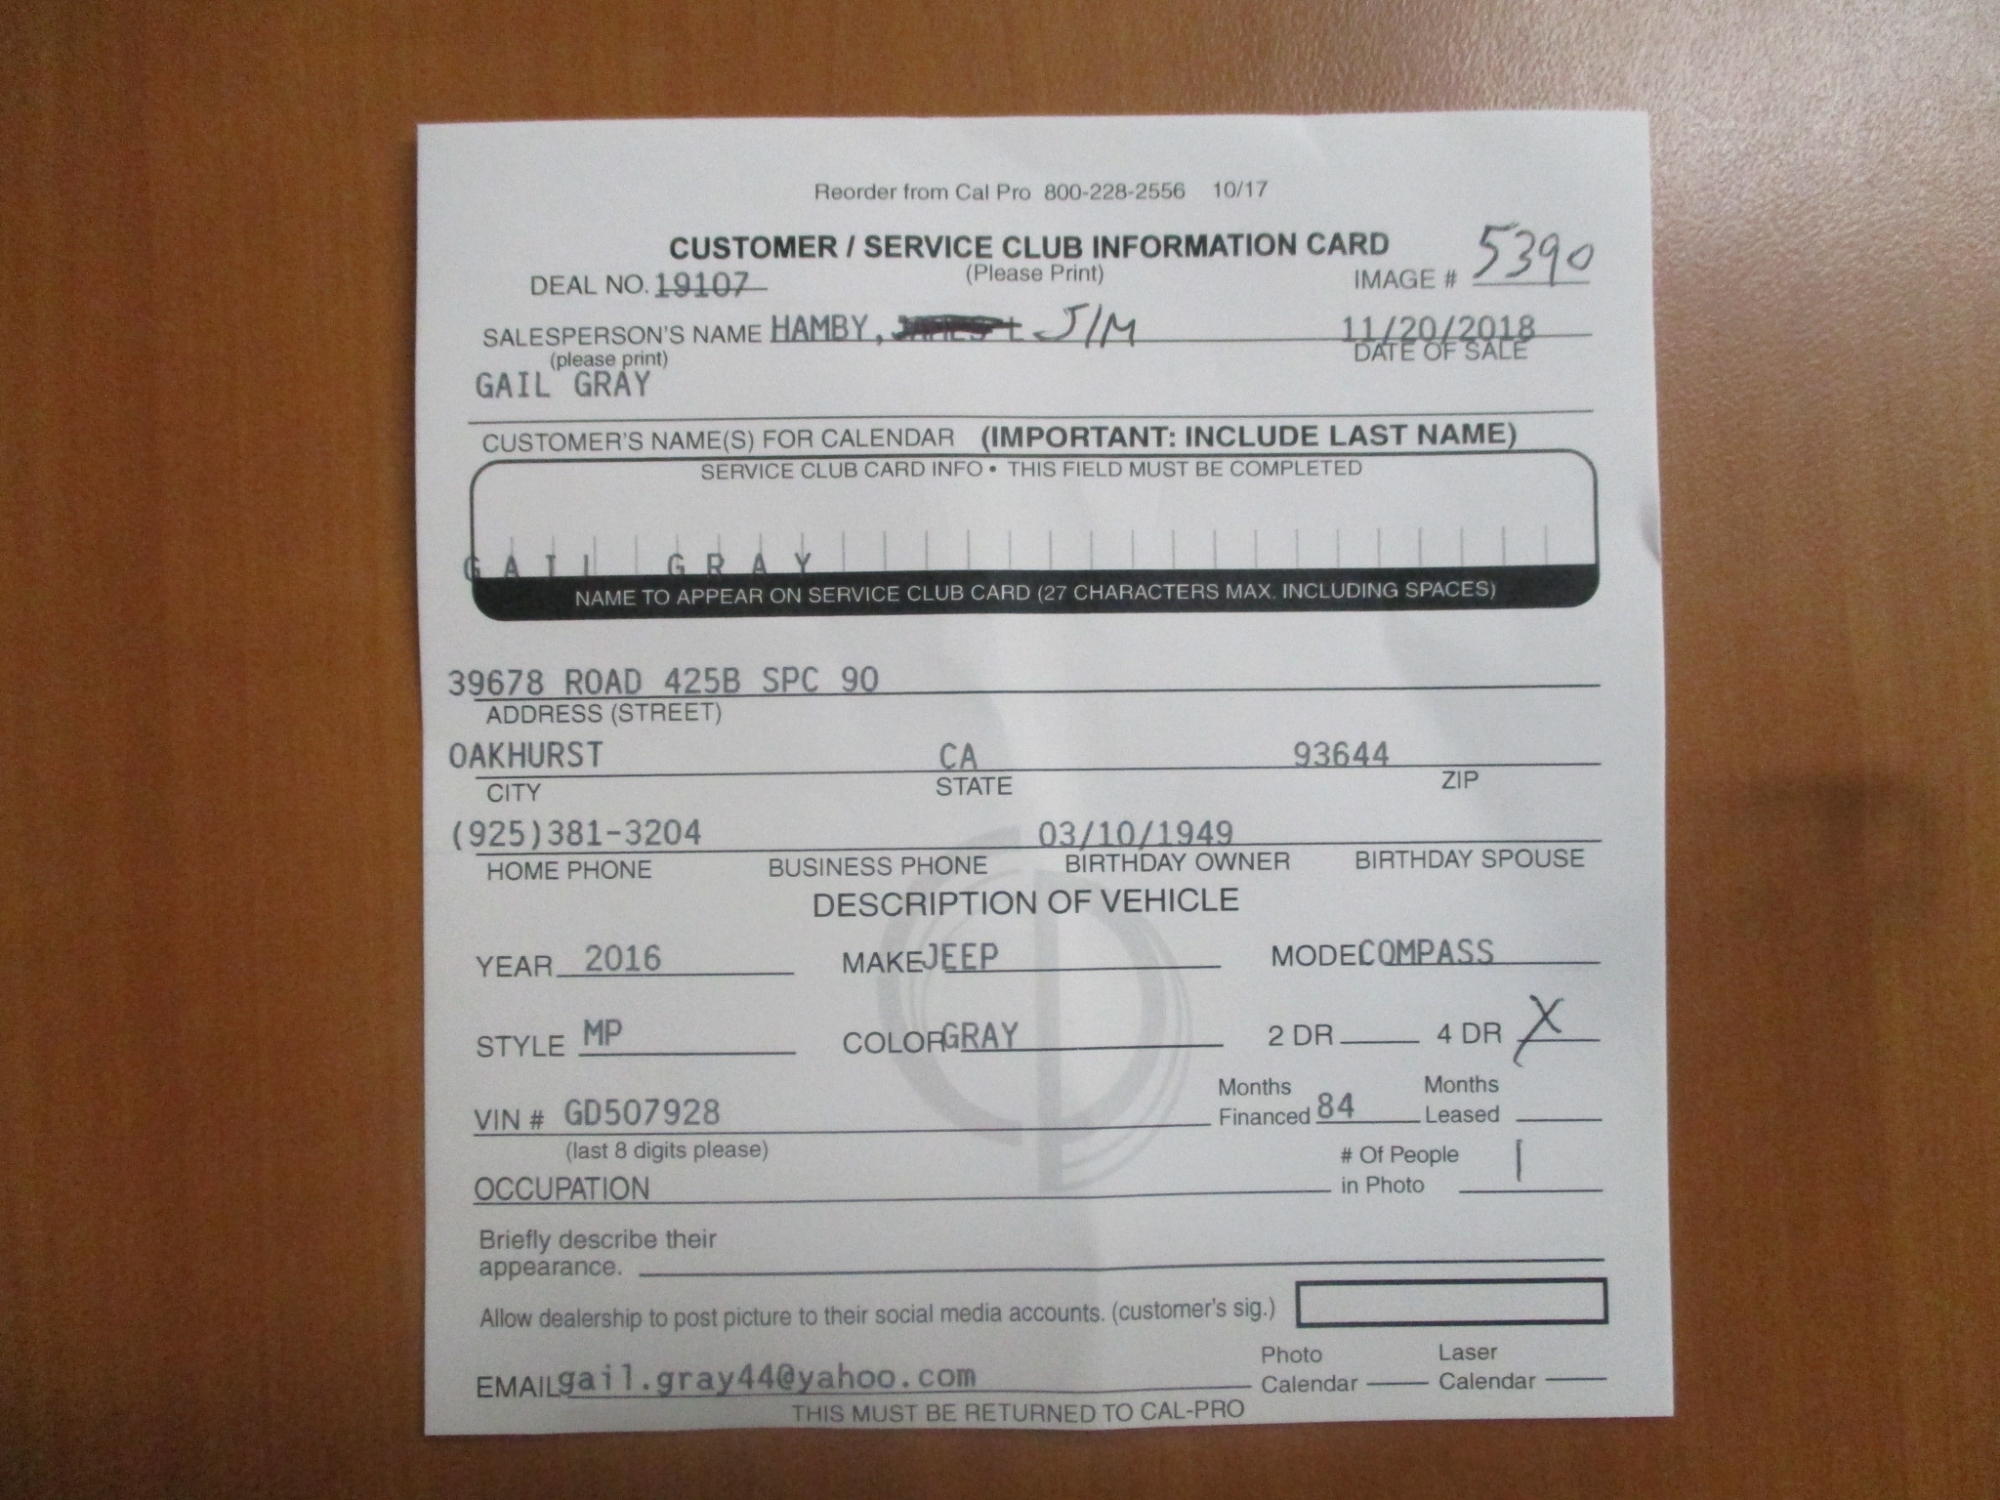 Reorder from Cal Pro 800-228-2556 10/17
CUSTOMER / SERVICE CLUB INFORMATION CARD
(Please Print)
DEAL NO. 19107 IMAGE # 5390
SALESPERSON'S NAME HAMBY, JIM 11/20/2018
(please print) DATE OF SALE
GAIL GRAY
CUSTOMER'S NAME(S) FOR CALENDAR (IMPORTANT: INCLUDE LAST NAME)
SERVICE CLUB CARD INFO • THIS FIELD MUST BE COMPLETED
G A I L G R A Y
NAME TO APPEAR ON SERVICE CLUB CARD (27 CHARACTERS MAX. INCLUDING SPACES)
39678 ROAD 425B SPC 90
ADDRESS (STREET)
OAKHURST CA 93644
CITY STATE ZIP
(925)381-3204 03/10/1949
HOME PHONE BUSINESS PHONE BIRTHDAY OWNER BIRTHDAY SPOUSE
DESCRIPTION OF VEHICLE
YEAR 2016 MAKE JEEP MODE COMPASS
STYLE MP COLOR GRAY 2 DR 4 DR X
VIN # GD507928 Months Financed 84 Months Leased
(last 8 digits please)
OCCUPATION # Of People in Photo 1
Briefly describe their
appearance.
Allow dealership to post picture to their social media accounts. (customer's sig.)
EMAIL gail.gray44@yahoo.com Photo Calendar Laser Calendar
THIS MUST BE RETURNED TO CAL-PRO